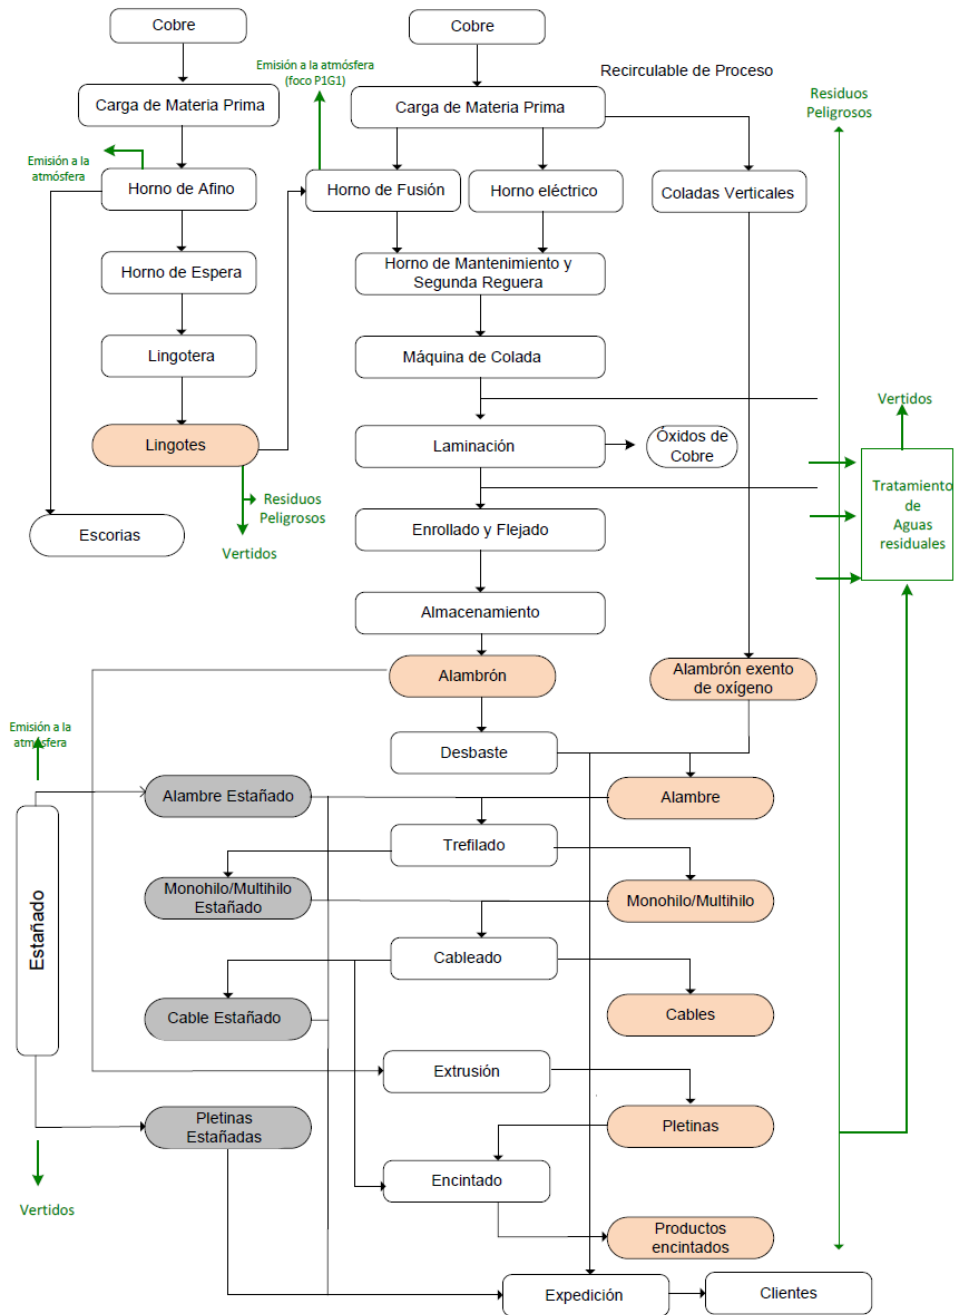 Cobre
Cobre
Emisión a la atmósfera
(foco P1G1)
Recirculable de Proceso
Residuos
Peligrosos
Carga de Materia Prima
Carga de Materia Prima
Emisión a la
atmósfera
Horno de Afino
Horno de Fusión
Horno eléctrico
Coladas Verticales
Horno de Espera
Horno de Mantenimiento y
Segunda Reguera
Lingotera
Máquina de Colada
Vertidos
Lingotes
Laminación
Óxidos de
Cobre
Residuos
Peligrosos
Vertidos
Tratamiento
de
Aguas
residuales
Escorias
Enrollado y Flejado
Almacenamiento
Alambrón
Alambrón exento
de oxígeno
Emisión a la
atmósfera
Desbaste
Alambre Estañado
Alambre
Trefilado
Estañado
Monohilo/Multihilo
Estañado
Monohilo/Multihilo
Cableado
Cable Estañado
Cables
Extrusión
Pletinas
Estañadas
Pletinas
Encintado
Vertidos
Productos
encintados
Expedición
Clientes